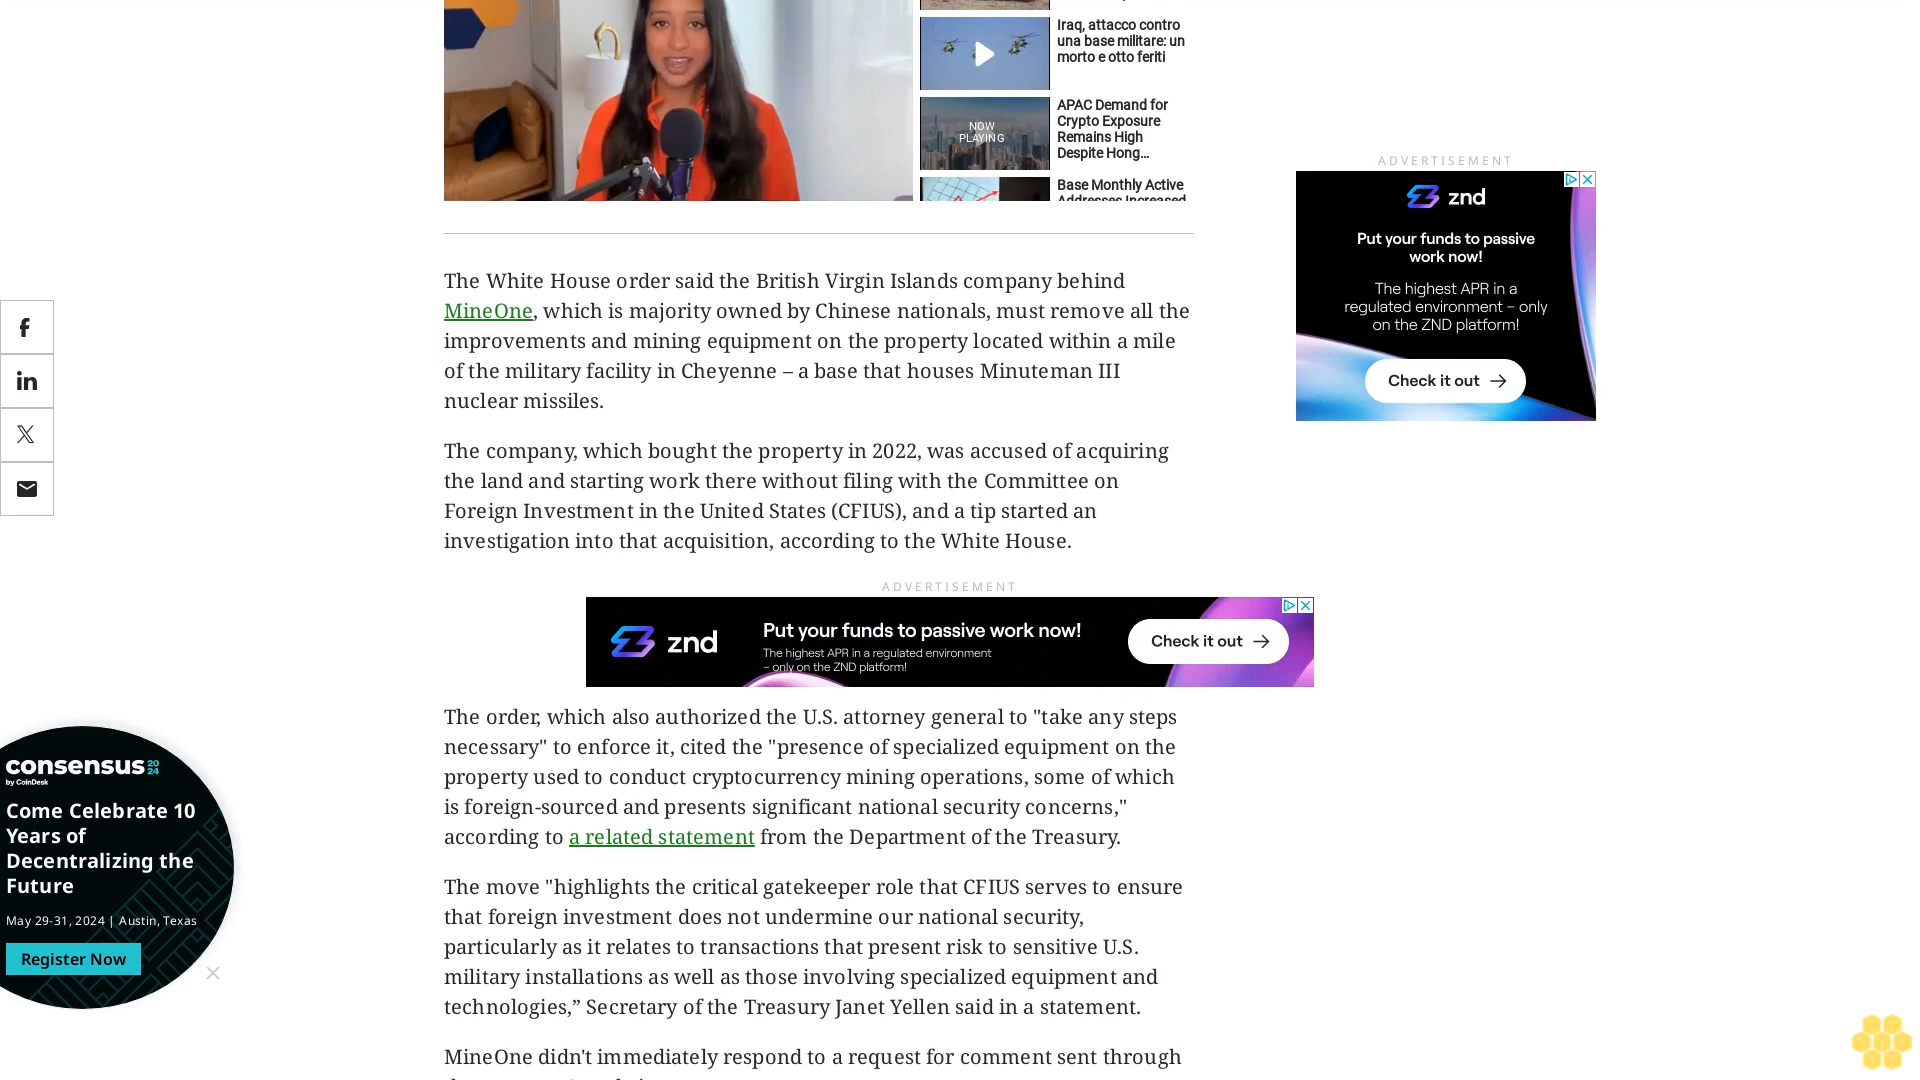 Iraq, attacco contro
una base militare: un
morto e otto feriti
NOW
PLAYING
APAC Demand for
Crypto Exposure
Remains High
Despite Hong...
Base Monthly Active
Addresses Increased
ADVERTISEMENT
znd
Put your funds to passive
work now!
The highest APR in a
regulated environment – only
on the ZND platform!
Check it out
The White House order said the British Virgin Islands company behind
MineOne, which is majority owned by Chinese nationals, must remove all the
improvements and mining equipment on the property located within a mile
of the military facility in Cheyenne – a base that houses Minuteman III
nuclear missiles.
The company, which bought the property in 2022, was accused of acquiring
the land and starting work there without filing with the Committee on
Foreign Investment in the United States (CFIUS), and a tip started an
investigation into that acquisition, according to the White House.
ADVERTISEMENT
znd
Put your funds to passive work now!
The highest APR in a regulated environment
– only on the ZND platform!
Check it out
The order, which also authorized the U.S. attorney general to "take any steps
necessary" to enforce it, cited the "presence of specialized equipment on the
property used to conduct cryptocurrency mining operations, some of which
is foreign-sourced and presents significant national security concerns,"
according to a related statement from the Department of the Treasury.
The move "highlights the critical gatekeeper role that CFIUS serves to ensure
that foreign investment does not undermine our national security,
particularly as it relates to transactions that present risk to sensitive U.S.
military installations as well as those involving specialized equipment and
technologies,” Secretary of the Treasury Janet Yellen said in a statement.
MineOne didn't immediately respond to a request for comment sent through
consensus 2024
by CoinDesk
Come Celebrate 10
Years of
Decentralizing the
Future
May 29-31, 2024 | Austin, Texas
Register Now